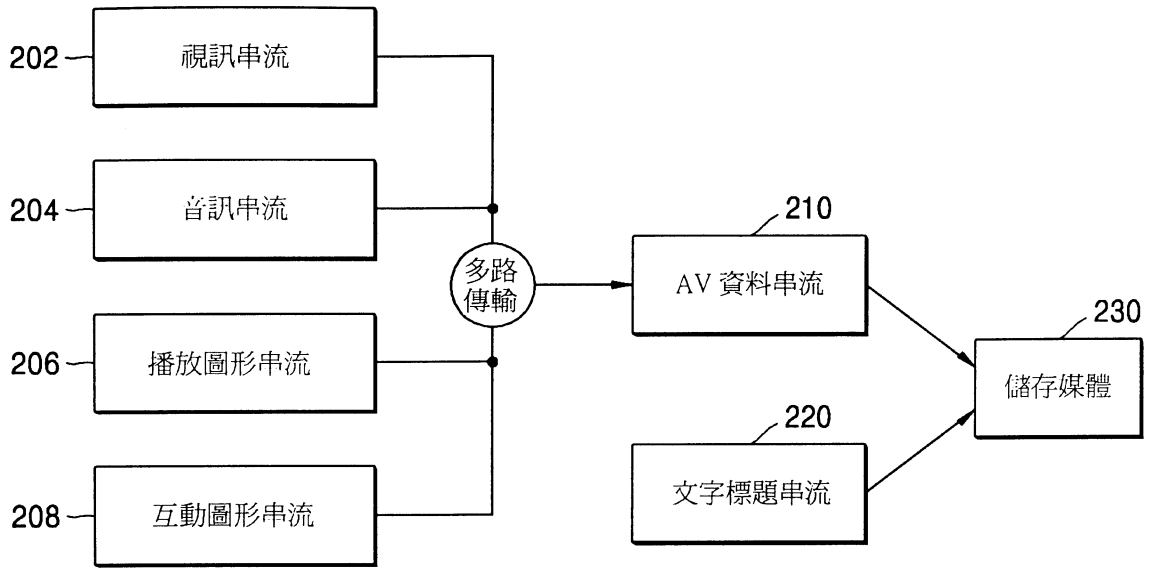 202
視訊串流
204
音訊串流
多路
傳輸
206
播放圖形串流
208
互動圖形串流
210
AV 資料串流
220
文字標題串流
230
儲存媒體